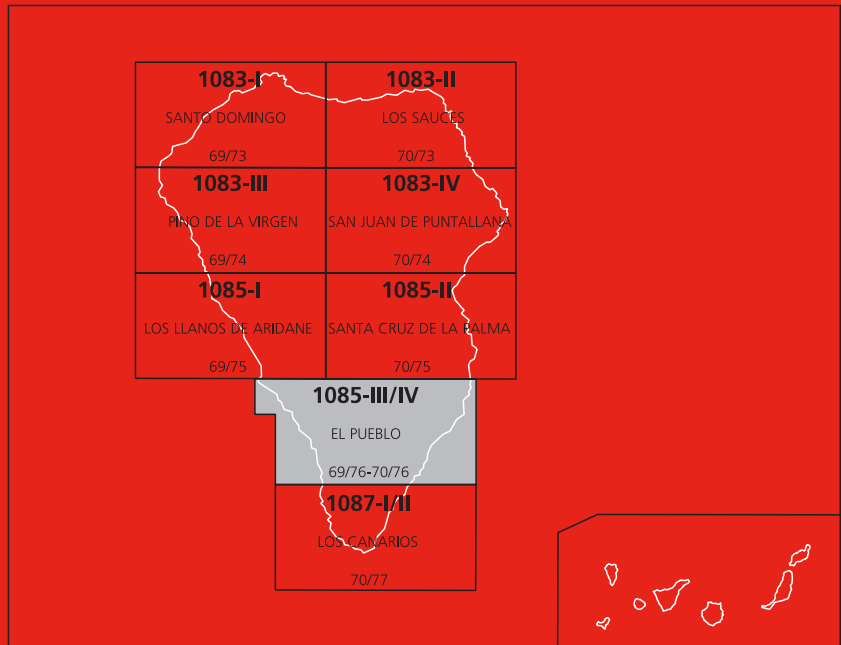 1083-I
SANTO DOMINGO
69/73
1083-II
LOS SAUCES
70/73
1083-III
PINO DE LA VIRGEN
69/74
1083-IV
SAN JUAN DE PUNTALLANA
70/74
1085-I
LOS LLANOS DE ARIDANE
69/75
1085-II
SANTA CRUZ DE LA PALMA
70/75
1085-III/IV
EL PUEBLO
69/76-70/76
1087-I/II
LOS CANARIOS
70/77